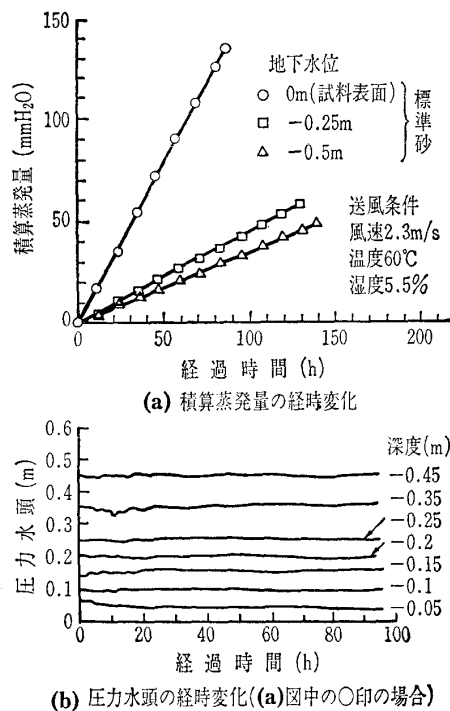 150
100
50
0
積算蒸発量 (mmH₂O)
地下水位
○ 0m(試料表面)
□ −0.25m
△ −0.5m
標準砂
送風条件
風速2.3m/s
温度60℃
湿度5.5%
0 50 100 150 200
経過時間 (h)
(a) 積算蒸発量の経時変化
0.6
0.5
0.4
0.3
0.2
0.1
0
圧力水頭 (m)
深度(m)
−0.45
−0.35
−0.25
−0.2
−0.15
−0.1
−0.05
0 20 40 60 80 100
経過時間 (h)
(b) 圧力水頭の経時変化((a)図中の○印の場合)